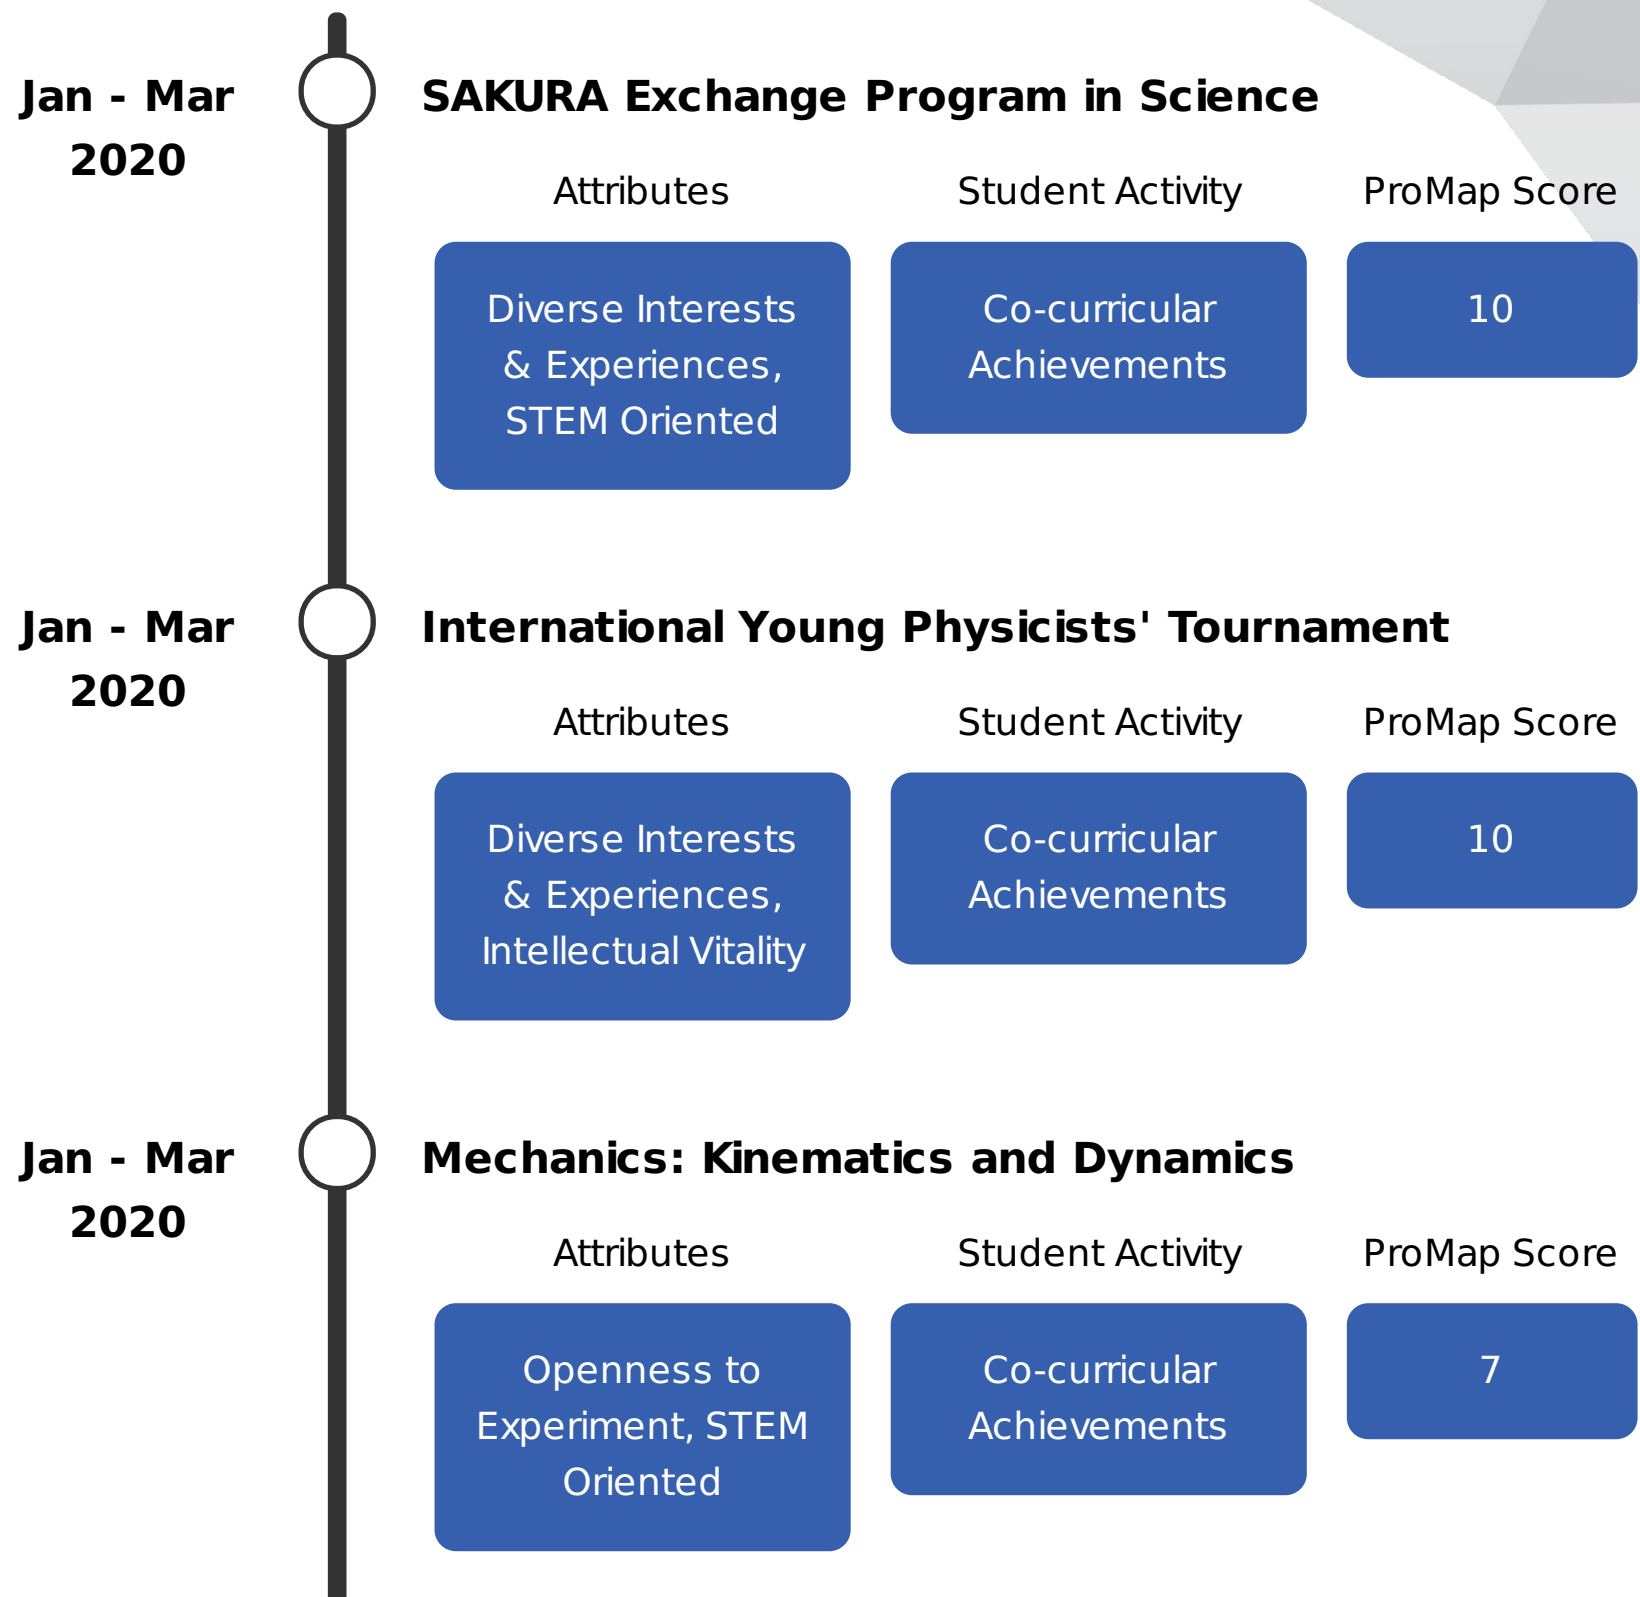 Jan - Mar
2020
SAKURA Exchange Program in Science
Attributes
Student Activity
ProMap Score
Diverse Interests
& Experiences,
STEM Oriented
Co-curricular
Achievements
10
Jan - Mar
2020
International Young Physicists' Tournament
Attributes
Student Activity
ProMap Score
Diverse Interests
& Experiences,
Intellectual Vitality
Co-curricular
Achievements
10
Jan - Mar
2020
Mechanics: Kinematics and Dynamics
Attributes
Student Activity
ProMap Score
Openness to
Experiment, STEM
Oriented
Co-curricular
Achievements
7